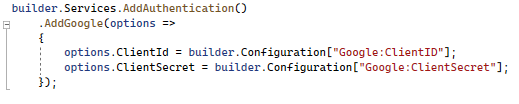 builder.Services.AddAuthentication()
.AddGoogle(options =>
{
options.ClientId = builder.Configuration["Google:ClientID"];
options.ClientSecret = builder.Configuration["Google:ClientSecret"];
});